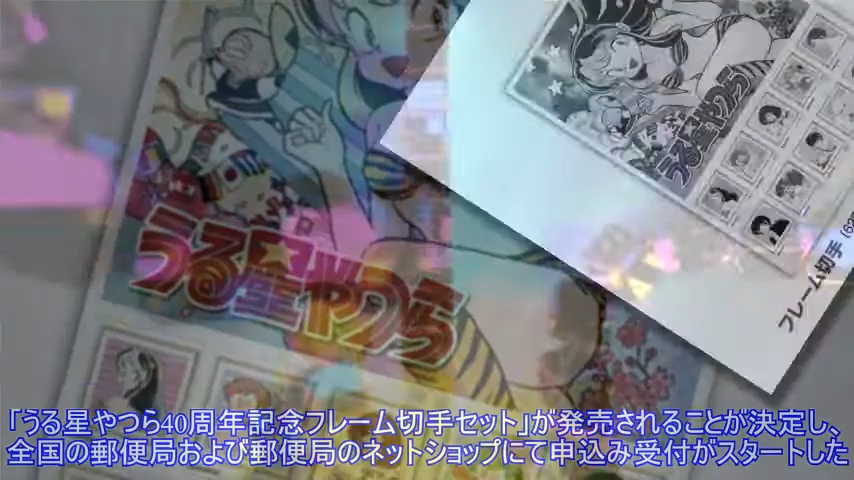 うる星やつら
うる星やつら
フレーム切手 (62
「うる星やつら40周年記念フレーム切手セット」が発売されることが決定し、
全国の郵便局および郵便局のネットショップにて申込み受付がスタートした